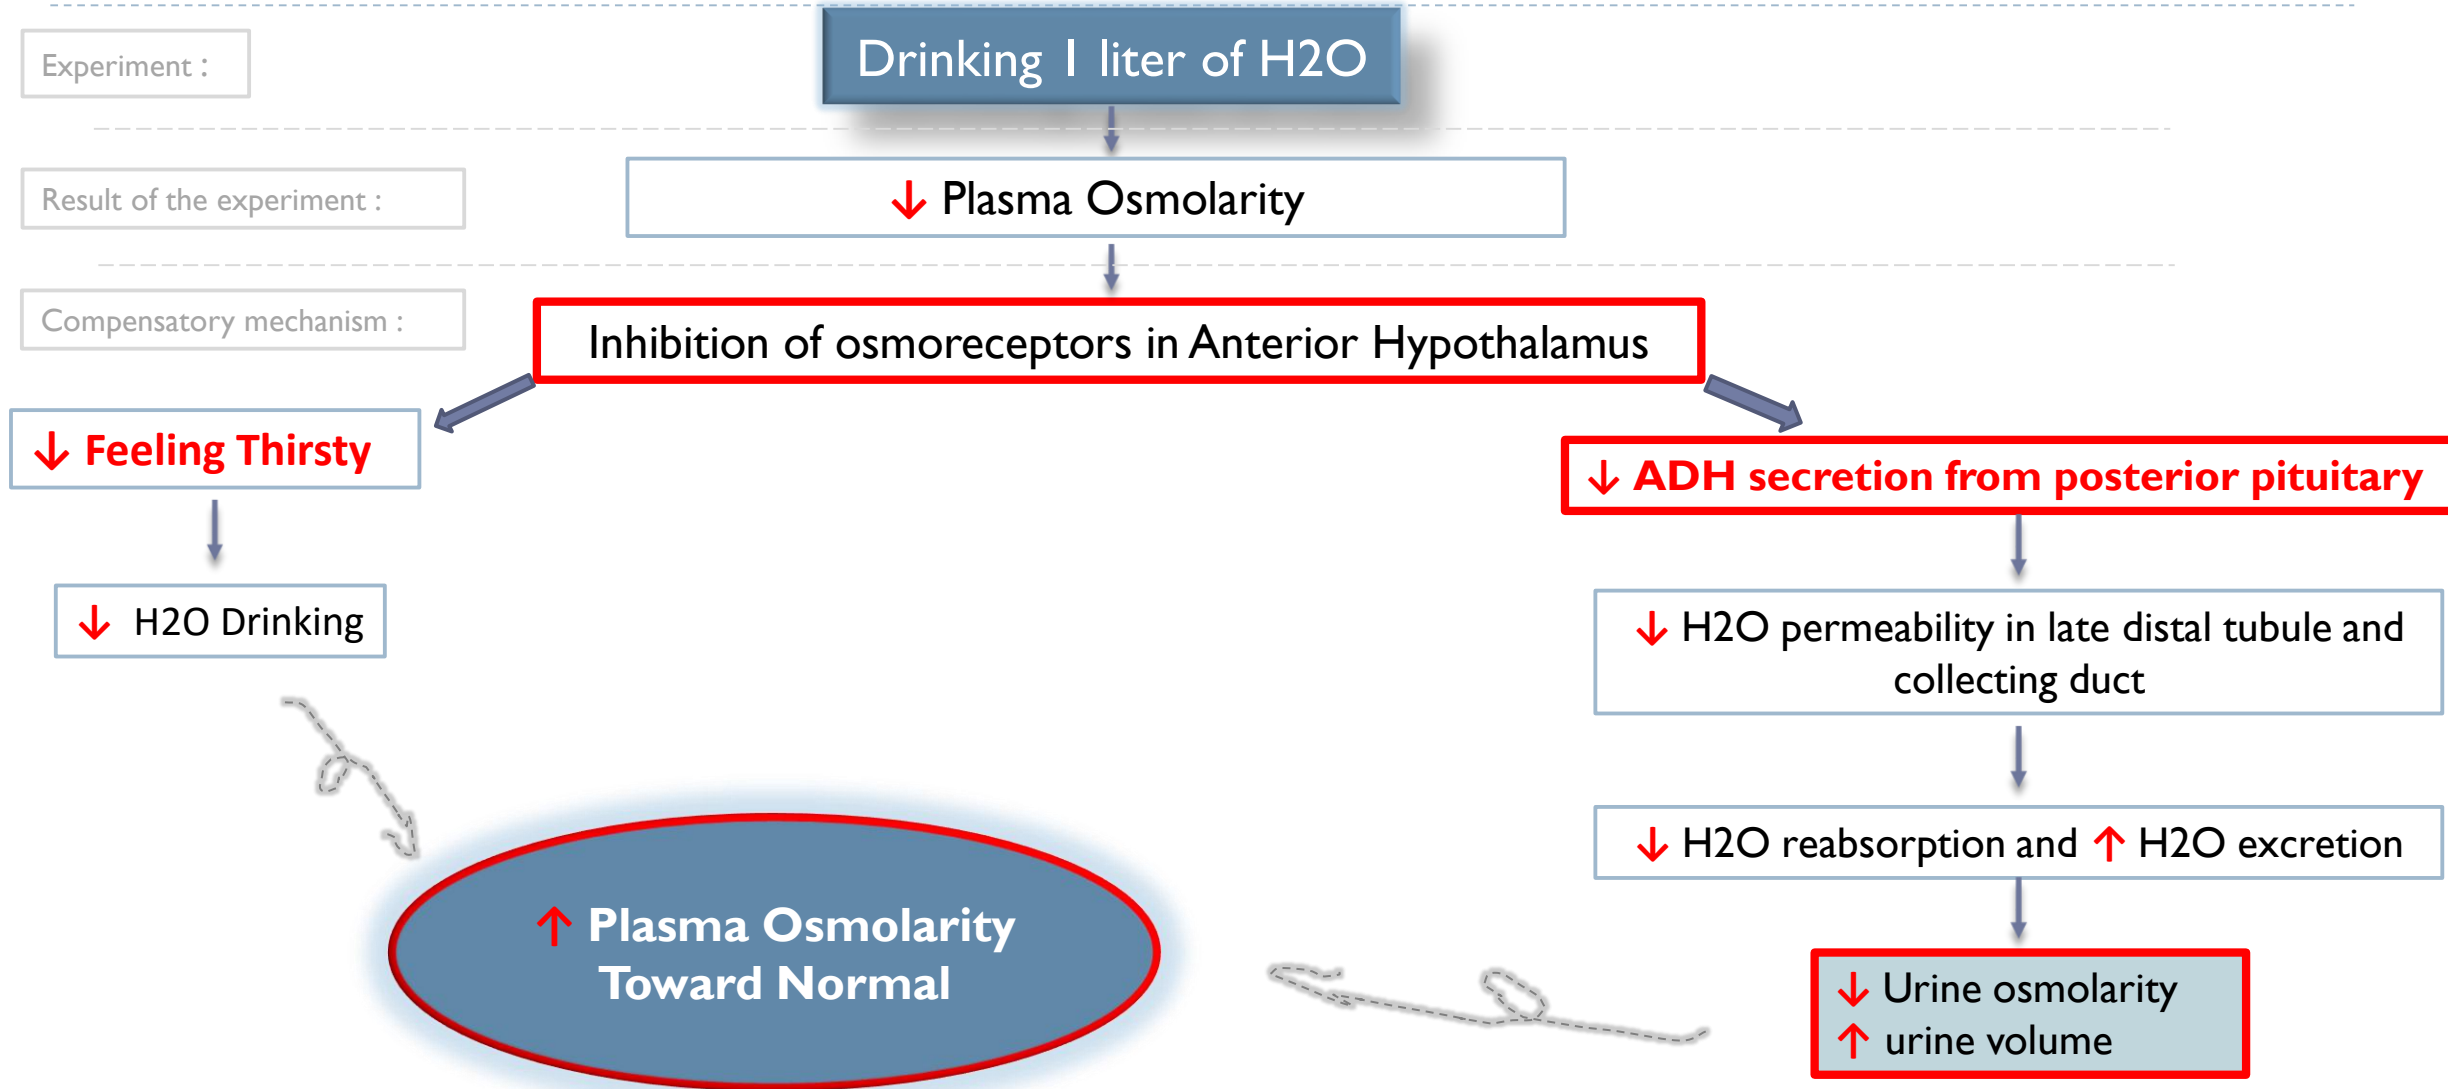 Experiment :
Drinking 1 liter of H2O
Result of the experiment :
↓ Plasma Osmolarity
Compensatory mechanism :
Inhibition of osmoreceptors in Anterior Hypothalamus
↓ Feeling Thirsty
↓ ADH secretion from posterior pituitary
↓ H2O Drinking
↓ H2O permeability in late distal tubule and
collecting duct
↓ H2O reabsorption and ↑ H2O excretion
↑ Plasma Osmolarity
Toward Normal
↓ Urine osmolarity
↑ urine volume